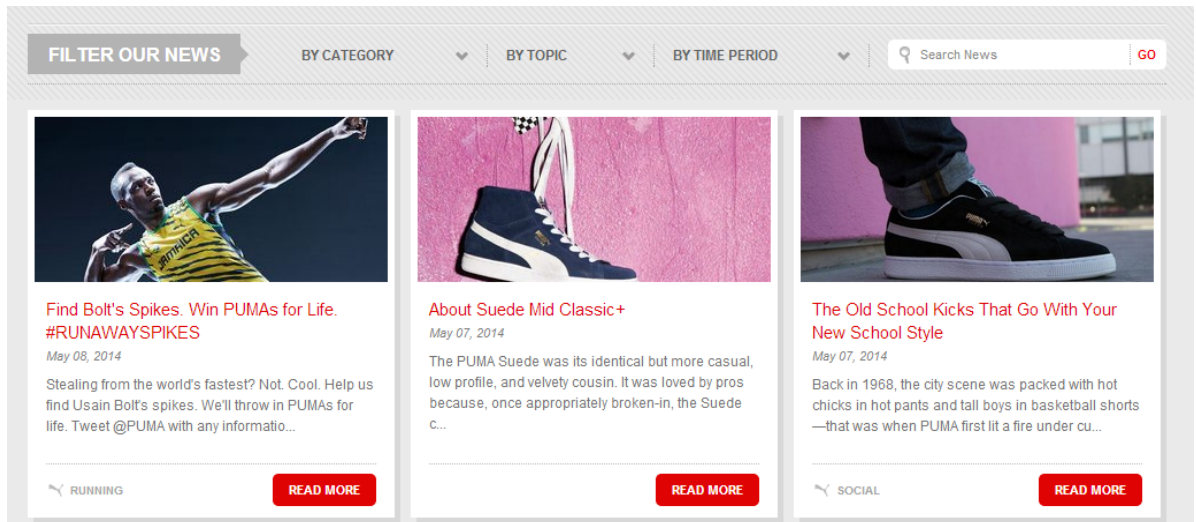 FILTER OUR NEWS
BY CATEGORY
BY TOPIC
BY TIME PERIOD
Search News
GO
JAMAICA
Find Bolt's Spikes. Win PUMAs for Life.
#RUNAWAYSPIKES
May 08, 2014
Stealing from the world's fastest? Not. Cool. Help us
find Usain Bolt's spikes. We'll throw in PUMAs for
life. Tweet @PUMA with any informatio...
RUNNING
READ MORE
About Suede Mid Classic+
May 07, 2014
The PUMA Suede was its identical but more casual,
low profile, and velvety cousin. It was loved by pros
because, once appropriately broken-in, the Suede
c...
READ MORE
PUMA
The Old School Kicks That Go With Your
New School Style
May 07, 2014
Back in 1968, the city scene was packed with hot
chicks in hot pants and tall boys in basketball shorts
—that was when PUMA first lit a fire under cu...
SOCIAL
READ MORE